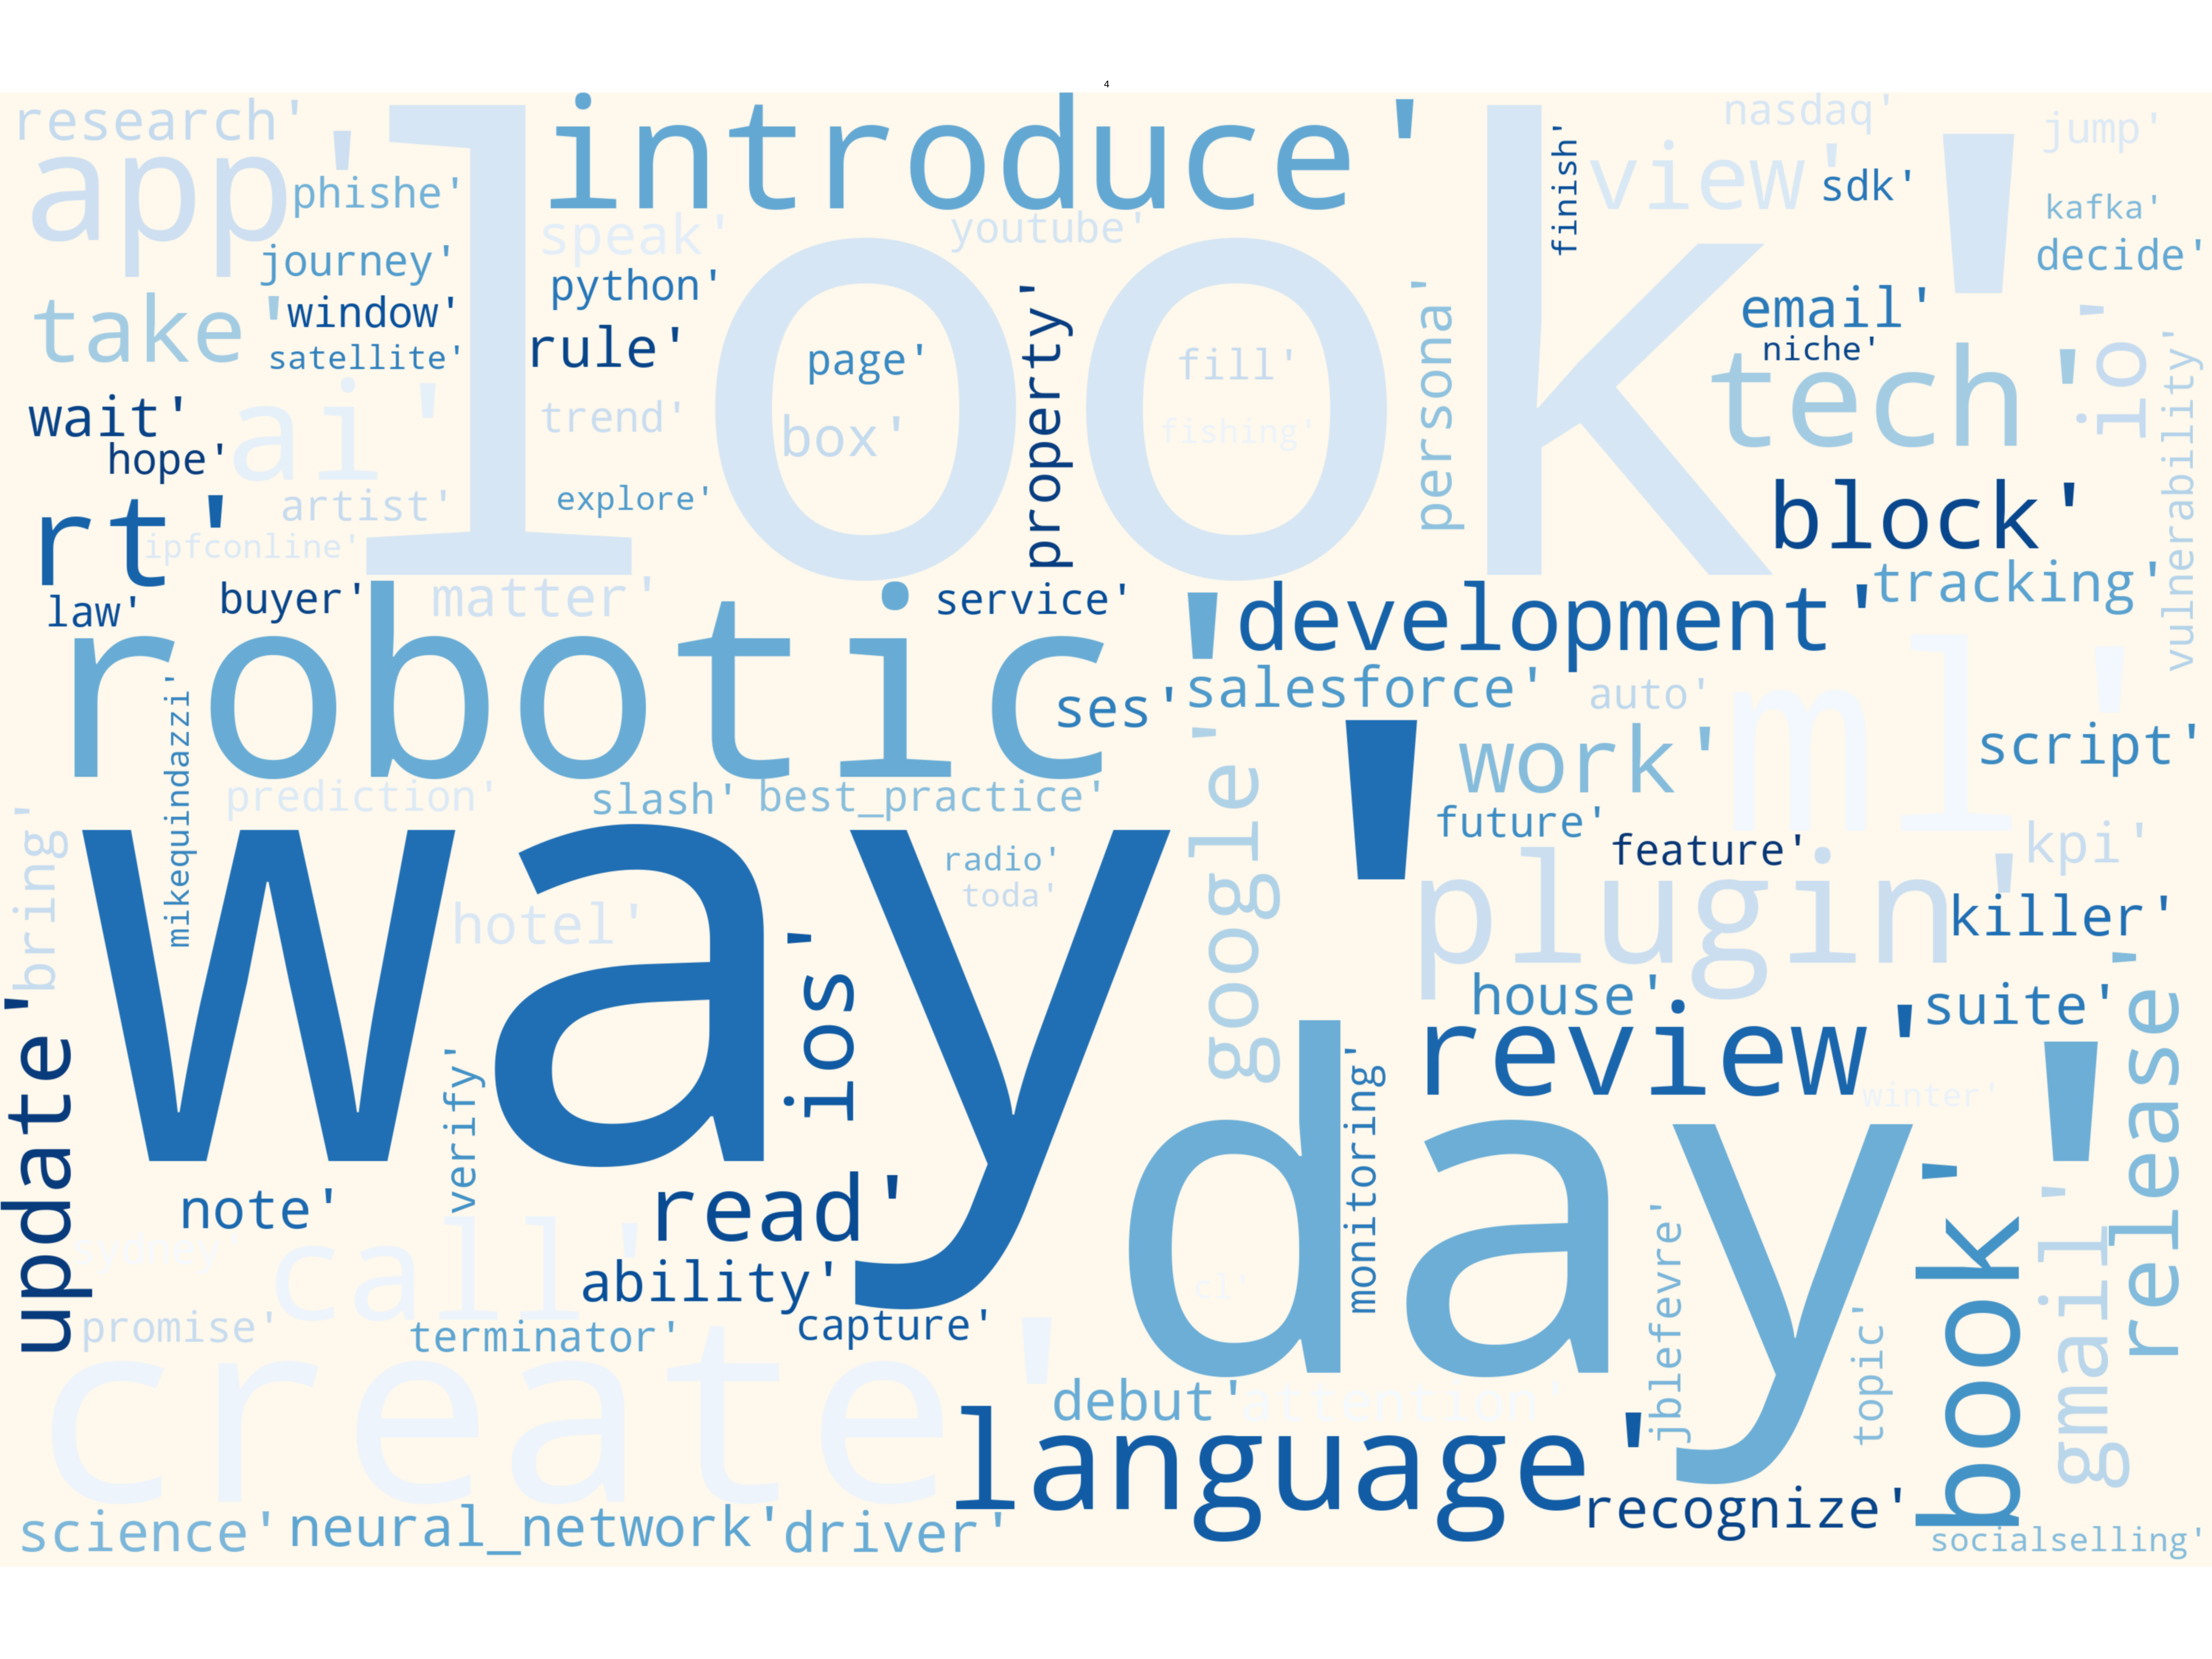 4
research'
introduce'
nasdaq'
jump'
app'
phishe'
look'
finish'
view'
sdk'
kafka'
speak'
youtube'
journey'
decide'
take'
window'
python'
property'
persona'
email'
io'
satellite'
rule'
page'
fill'
niche'
tech'
vulnerability'
wait'
ai'
trend'
box'
fishing'
hope'
rt'
artist'
explore'
block'
ipfconline'
law'
buyer'
matter'
service'
development'
tracking'
robotic'
ses'
salesforce'
auto'
ml'
mikequindazzi'
google'
work'
script'
prediction'
slash'
best_practice'
future'
feature'
kpi'
bring'
way'
radio'
toda'
plugin'
killer'
hotel'
ios'
house'
suite'
update'
review'
release'
verify'
day'
monitoring'
winter'
note'
read'
book'
gmail'
call'
ability'
cl'
jblefevre'
promise'
terminator'
capture'
topic'
create'
debut'
attention'
language'
recognize'
science'
neural_network'
driver'
socialselling'